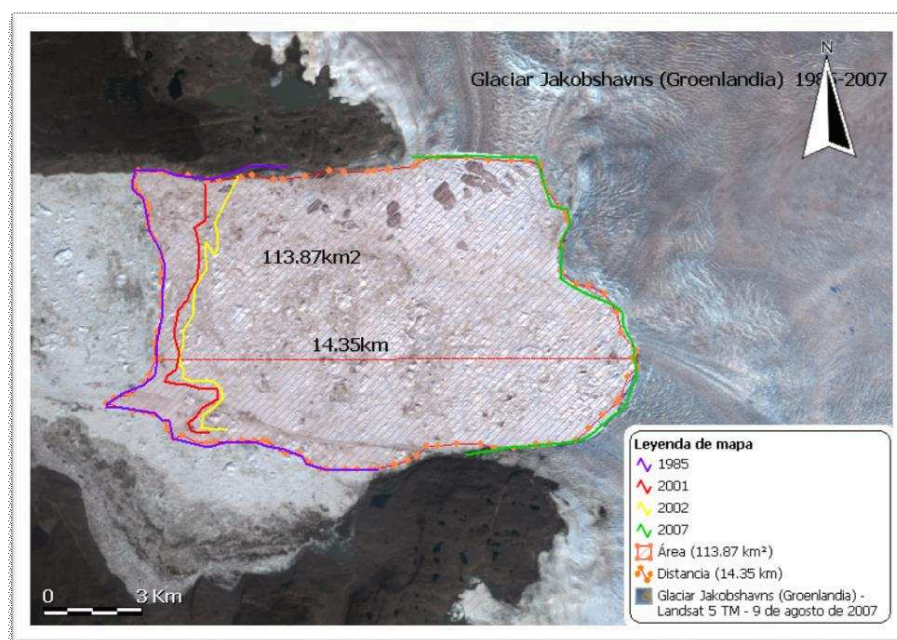 N
Glaciar Jakobshavns (Groenlandia) 1985-2007
113.87km2
14.35km
Leyenda de mapa
1985
2001
2002
2007
Área (113.87 km²)
Distancia (14.35 km)
Glaciar Jakobshavns (Groenlandia) -
Landsat 5 TM - 9 de agosto de 2007
0 3 Km